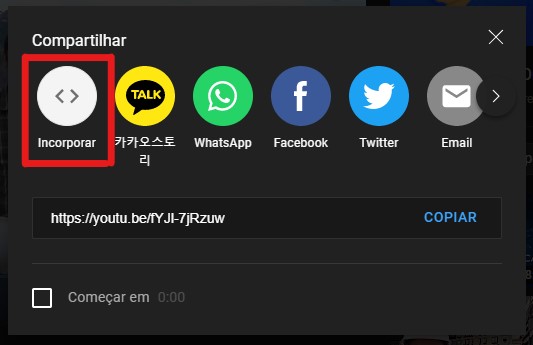 Compartilhar
Incorporar
TALK
카카오스토
리
WhatsApp
Facebook
Twitter
Email
https://youtu.be/fYJI-7jRzuw
COPIAR
Começar em 0:00